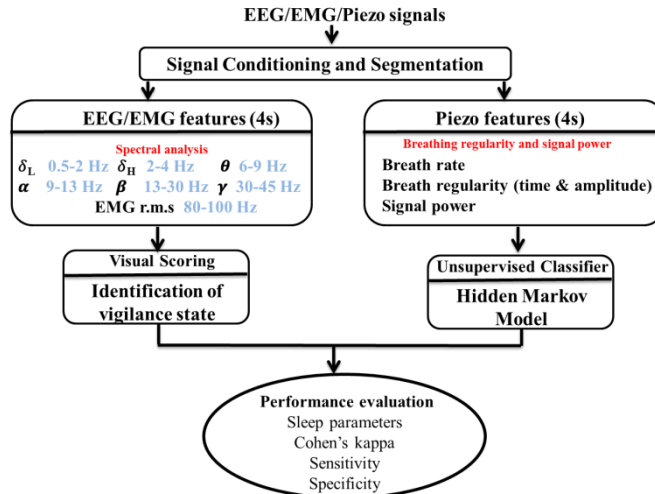 EEG/EMG/Piezo signals
Signal Conditioning and Segmentation
EEG/EMG features (4s)
Spectral analysis
δL 0.5-2 Hz δH 2-4 Hz θ 6-9 Hz
α 9-13 Hz β 13-30 Hz γ 30-45 Hz
EMG r.m.s 80-100 Hz
Piezo features (4s)
Breathing regularity and signal power
Breath rate
Breath regularity (time & amplitude)
Signal power
Visual Scoring
Identification of
vigilance state
Unsupervised Classifier
Hidden Markov
Model
Performance evaluation
Sleep parameters
Cohen's kappa
Sensitivity
Specificity